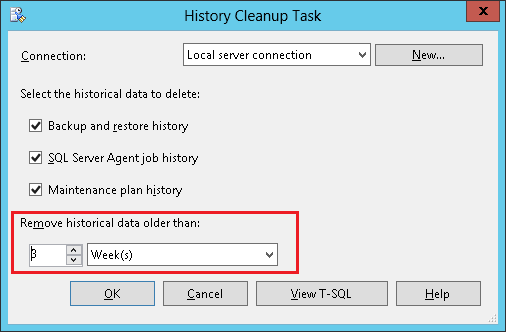 History Cleanup Task
Connection: Local server connection New...
Select the historical data to delete:
Backup and restore history
SQL Server Agent job history
Maintenance plan history
Remove historical data older than:
3 Week(s)
OK Cancel View T-SQL Help